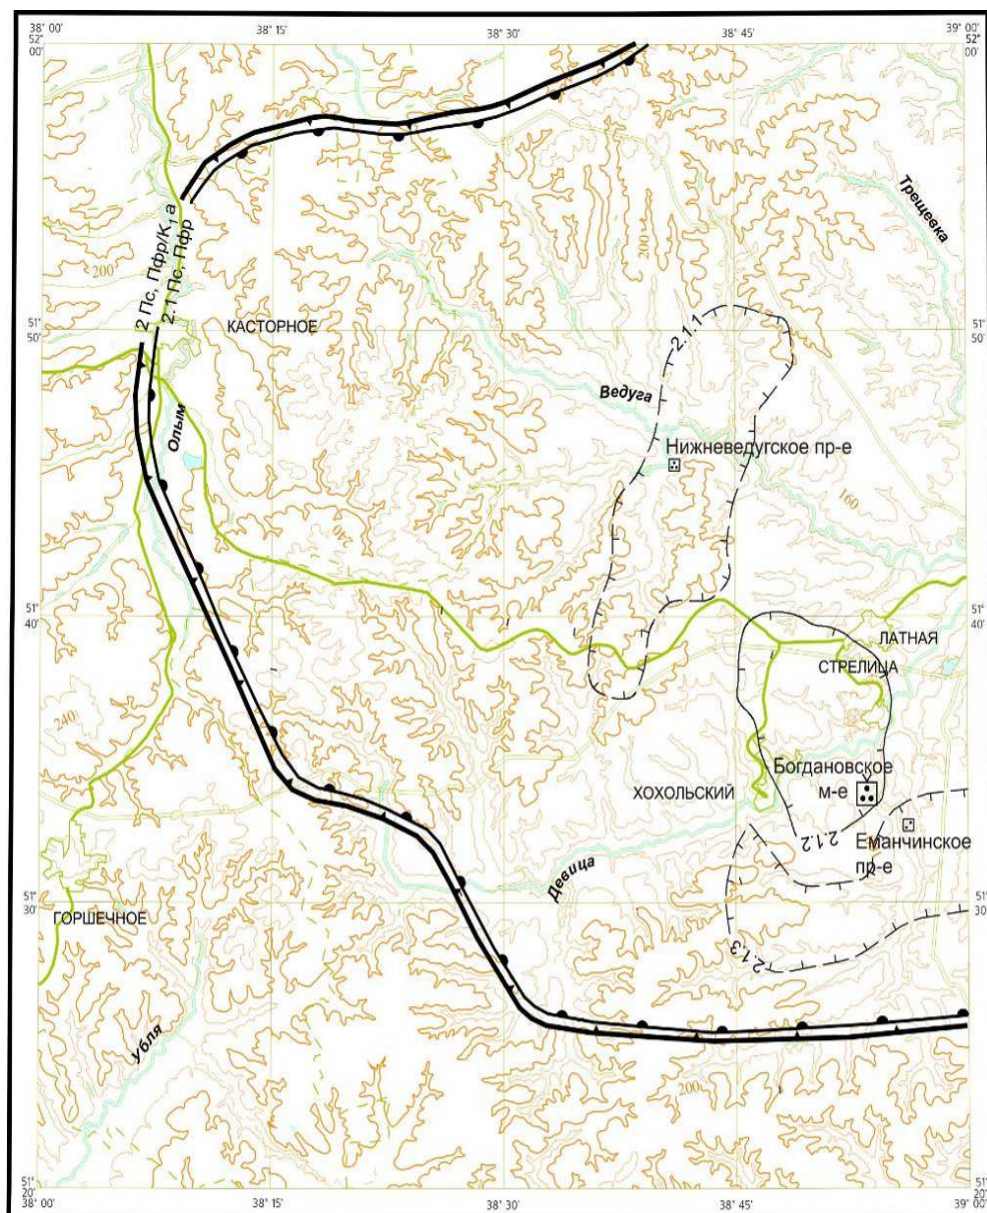 38° 00'
38° 15'
38° 30'
38° 45'
39° 00'
52°
00'
52°
00'
Трещевка
200
200
2 Пс, Пфр/К₁а
2.1 Пс, Пфр
51°
50'
КАСТОРНОЕ
2.1.1
51°
50'
Ведуга
Олым
Нижневедугское пр-е
160
240
51°
40'
ЛАТНАЯ
СТРЕЛИЦА
240
Богдановское
м-е
ХОХОЛЬСКИЙ
2.1.2
Еманчинское
пр-е
Девица
51°
30'
ГОРШЕЧНОЕ
2.1.3
51°
30'
Убля
200
51°
20'
51°
20'
38° 00'
38° 15'
38° 30'
38° 45'
39° 00'
51°
40'